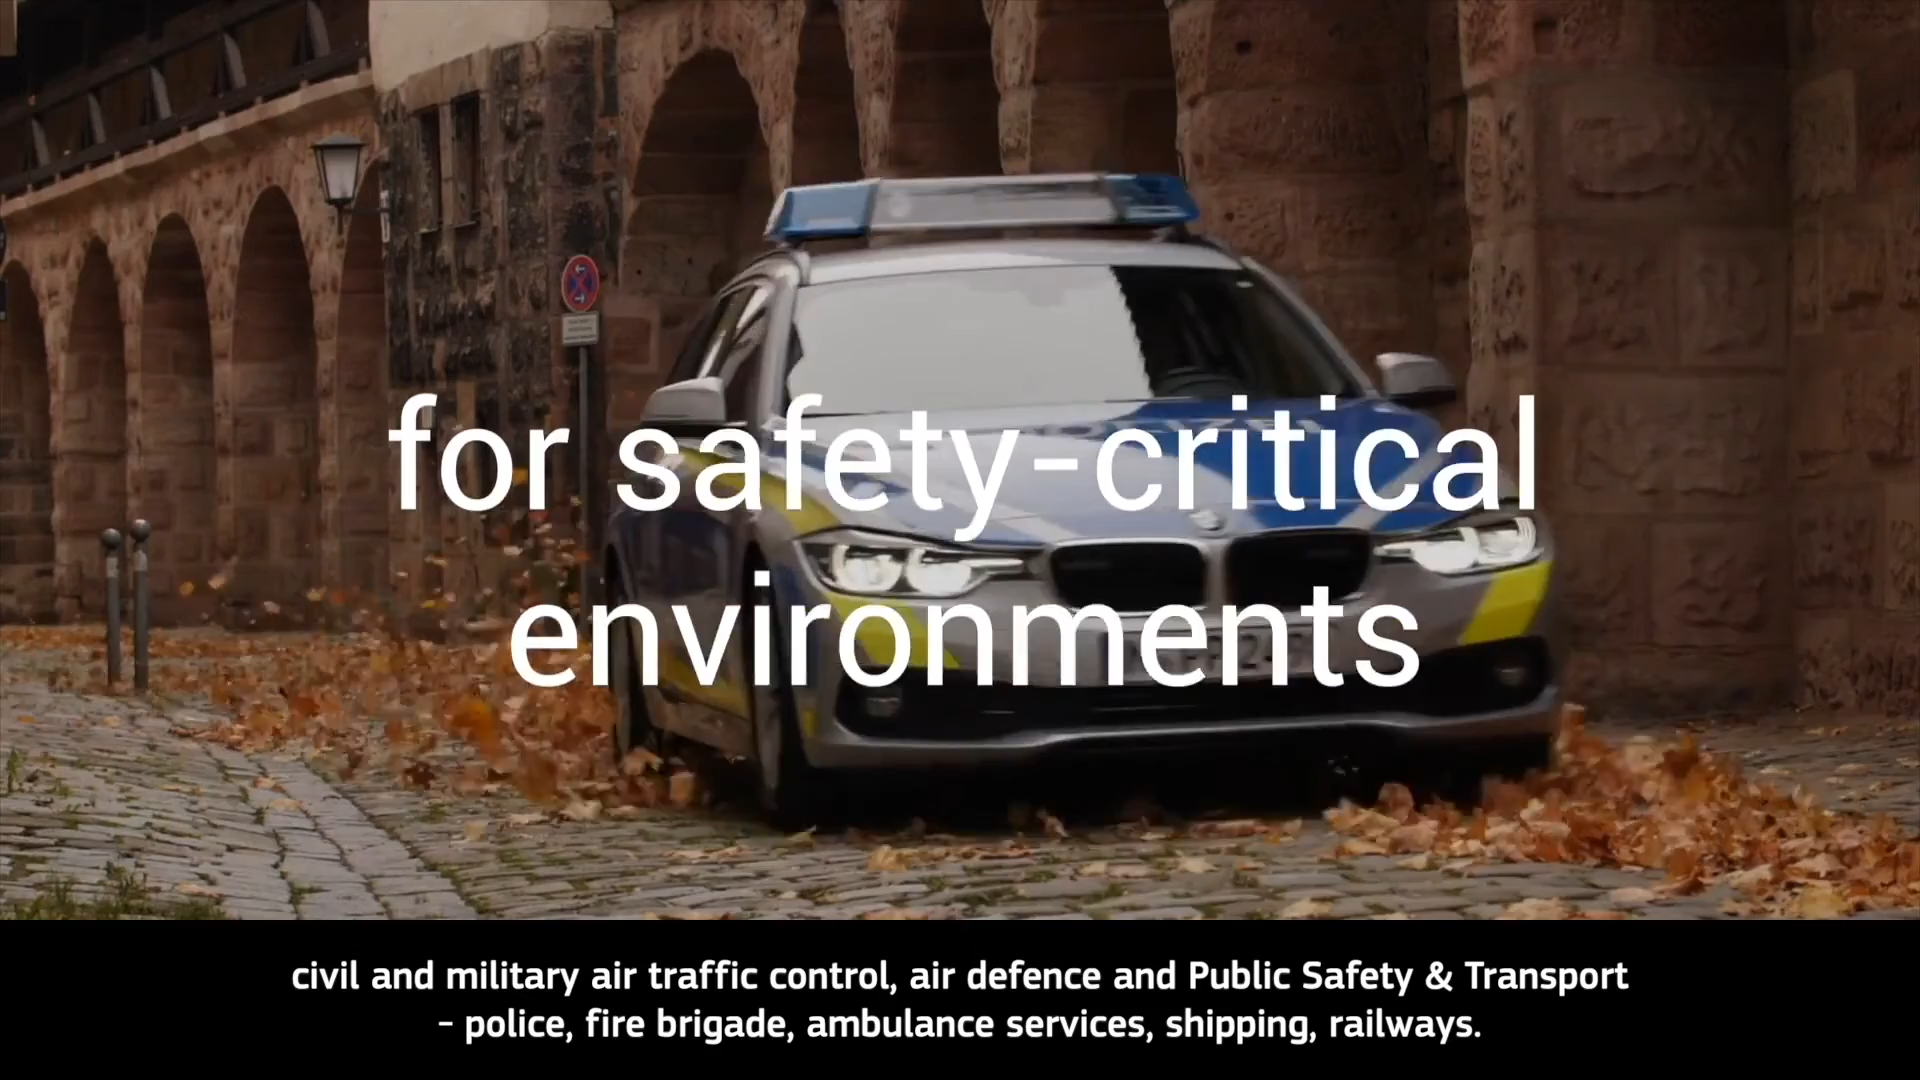 for safety-critical
environments
civil and military air traffic control, air defence and Public Safety & Transport
– police, fire brigade, ambulance services, shipping, railways.